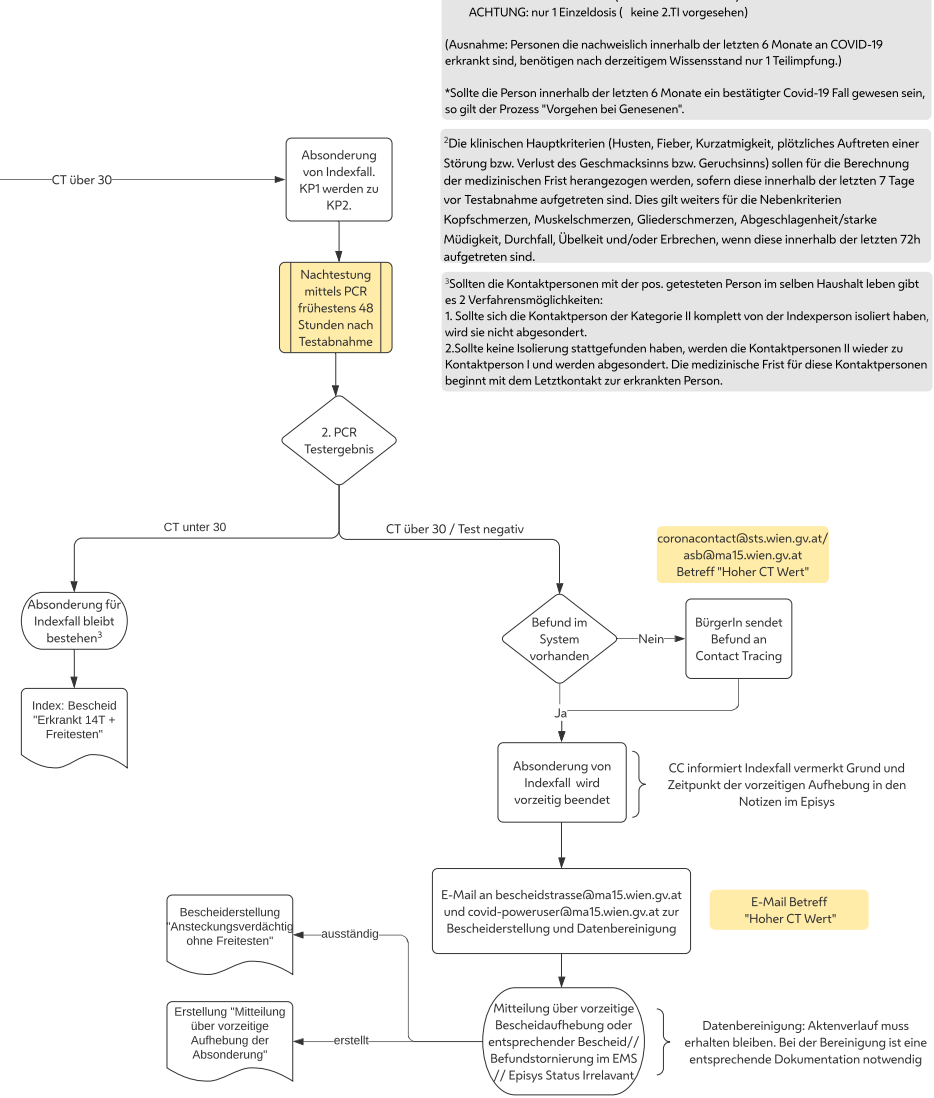 ACHTUNG: nur 1 Einzeldosis ( keine 2.TI vorgesehen)
(Ausnahme: Personen die nachweislich innerhalb der letzten 6 Monate an COVID-19
erkrankt sind, benötigen nach derzeitigem Wissensstand nur 1 Teilimpfung.)
*Sollte die Person innerhalb der letzten 6 Monate ein bestätigter Covid-19 Fall gewesen sein,
so gilt der Prozess "Vorgehen bei Genesenen".
²Die klinischen Hauptkriterien (Husten, Fieber, Kurzatmigkeit, plötzliches Auftreten einer
Störung bzw. Verlust des Geschmacksinns bzw. Geruchsinns) sollen für die Berechnung
der medizinischen Frist herangezogen werden, sofern diese innerhalb der letzten 7 Tage
vor Testabnahme aufgetreten sind. Dies gilt weiters für die Nebenkriterien
Kopfschmerzen, Muskelschmerzen, Gliederschmerzen, Abgeschlagenheit/starke
Müdigkeit, Durchfall, Übelkeit und/oder Erbrechen, wenn diese innerhalb der letzten 72h
aufgetreten sind.
³Sollten die Kontaktpersonen mit der pos. getesteten Person im selben Haushalt leben gibt
es 2 Verfahrensmöglichkeiten:
1. Sollte sich die Kontaktperson der Kategorie II komplett von der Indexperson isoliert haben,
wird sie nicht abgesondert.
2.Sollte keine Isolierung stattgefunden haben, werden die Kontaktpersonen II wieder zu
Kontaktperson I und werden abgesondert. Die medizinische Frist für diese Kontaktpersonen
beginnt mit dem Letztkontakt zur erkrankten Person.
CT über 30
Absonderung
von Indexfall.
KP1 werden zu
KP2.
Nachtestung
mittels PCR
frühestens 48
Stunden nach
Testabnahme
2. PCR
Testergebnis
CT unter 30
CT über 30 / Test negativ
Absonderung für
Indexfall bleibt
bestehen³
Index: Bescheid
"Erkrankt 14T +
Freitesten"
coronacontact@sts.wien.gv.at/
asb@ma15.wien.gv.at
Betreff "Hoher CT Wert"
Befund im
System
vorhanden
Nein
BürgerIn sendet
Befund an
Contact Tracing
Ja
Absonderung von
Indexfall wird
vorzeitig beendet
CC informiert Indexfall vermerkt Grund und
Zeitpunkt der vorzeitigen Aufhebung in den
Notizen im Episys
E-Mail an bescheidstrasse@ma15.wien.gv.at
und covid-poweruser@ma15.wien.gv.at zur
Bescheiderstellung und Datenbereinigung
E-Mail Betreff
"Hoher CT Wert"
Bescheiderstellung
"Ansteckungsverdächtig
ohne Freitesten"
ausständig
Erstellung "Mitteilung
über vorzeitige
Aufhebung der
Absonderung"
erstellt
Mitteilung über vorzeitige
Bescheidaufhebung oder
entsprechender Bescheid//
Befundstornierung im EMS
// Episys Status Irrelevant
Datenbereinigung: Aktenverlauf muss
erhalten bleiben. Bei der Bereinigung ist eine
entsprechende Dokumentation notwendig